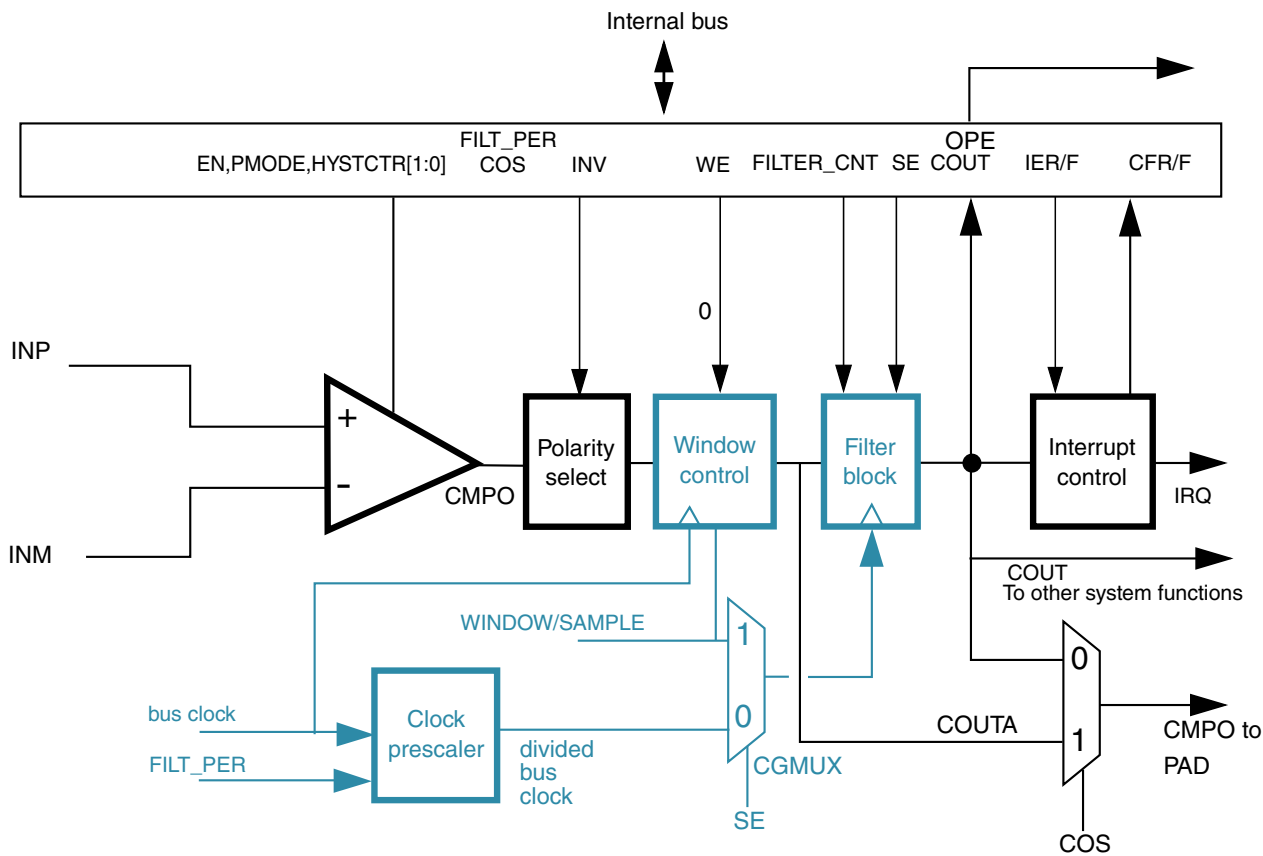 Internal bus
FILT_PER
OPE
EN,PMODE,HYSTCTR[1:0]
COS
INV
WE
FILTER_CNT
SE
COUT
IER/F
CFR/F
0
INP
+
-
INM
CMPO
Polarity
select
Window
control
Filter
block
Interrupt
control
IRQ
COUT
To other system functions
WINDOW/SAMPLE
1
0
CGMUX
SE
bus clock
FILT_PER
Clock
prescaler
divided
bus
clock
COUTA
0
1
CMPO to
PAD
COS